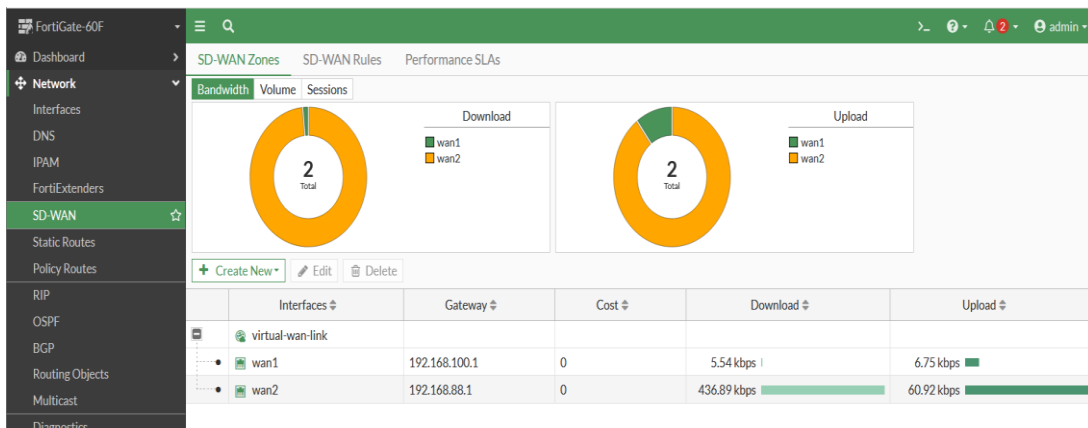 FortiGate-60F
>_ ? 2 admin
Dashboard
Network
Interfaces
DNS
IPAM
FortiExtenders
SD-WAN
Static Routes
Policy Routes
RIP
OSPF
BGP
Routing Objects
Multicast
Diagnostics
SD-WAN Zones SD-WAN Rules Performance SLAs
Bandwidth Volume Sessions
Download
wan1
wan2
2
Total
Upload
wan1
wan2
2
Total
+ Create New Edit Delete
Interfaces Gateway Cost Download Upload
virtual-wan-link
wan1 192.168.100.1 0 5.54 kbps 6.75 kbps
wan2 192.168.88.1 0 436.89 kbps 60.92 kbps